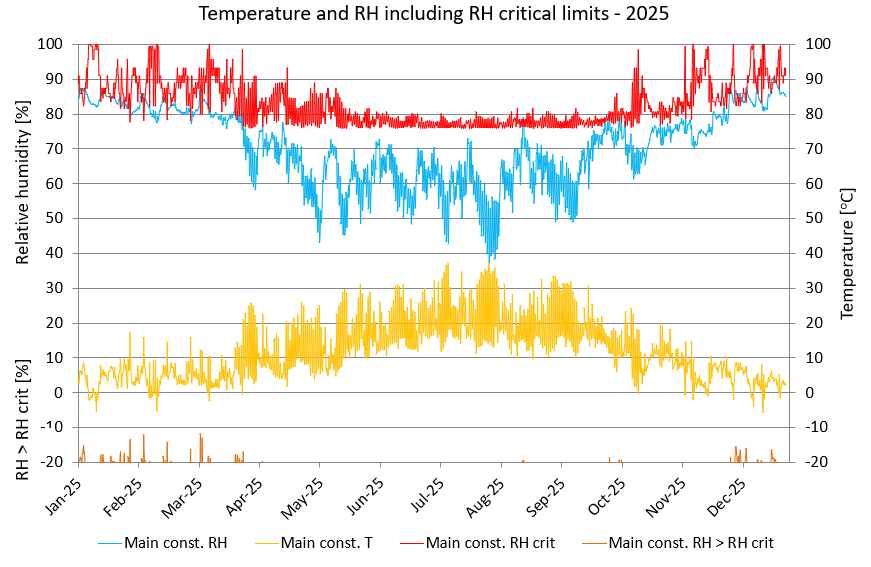 Temperature and RH including RH critical limits - 2025
Relative humidity [%]
RH > RH crit [%]
100
90
80
70
60
50
40
30
20
10
0
-10
-20
100
90
80
70
60
50
40
30
20
10
0
-10
-20
Temperature [°C]
Jan-25
Feb-25
Mar-25
Apr-25
May-25
Jun-25
Jul-25
Aug-25
Sep-25
Oct-25
Nov-25
Dec-25
Main const. RH
Main const. T
Main const. RH crit
Main const. RH > RH crit